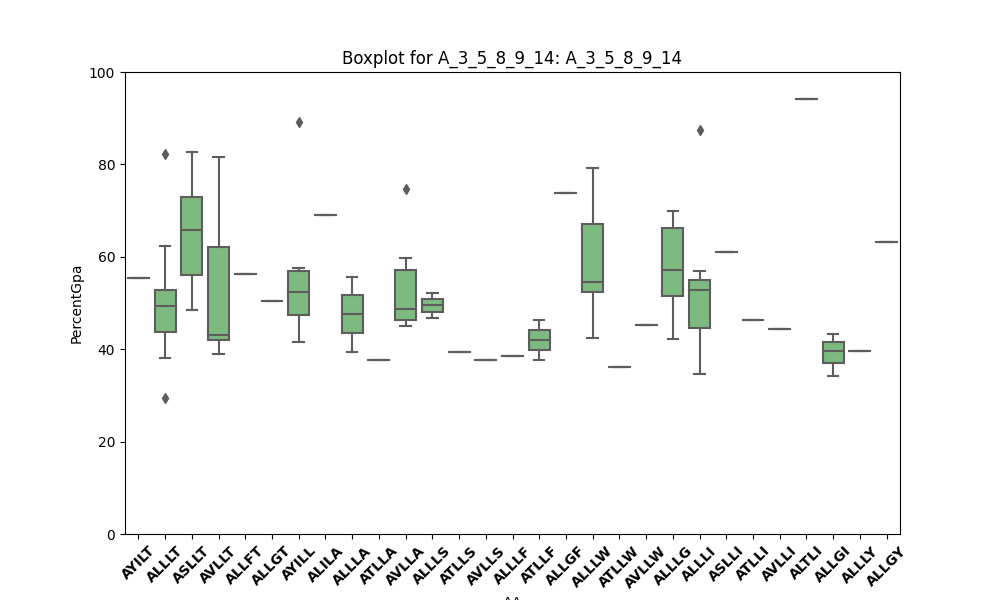 Boxplot for A_3_5_8_9_14: A_3_5_8_9_14
100
80
60
40
20
0
PercentGpa
AYILT ALLLT ASLLT AVLLT ALLFT ALLGT AYILL ALILA ALLLA ATLLA AVLLA ALLLS ATLLS AVLLS ALLLF ATLLF ALLGF ALLLW ATLLW AVLLW ALLLG ALLLI ASLLI ATLLI AVLLI ALTLI ALLGI ALLLY ALLGY